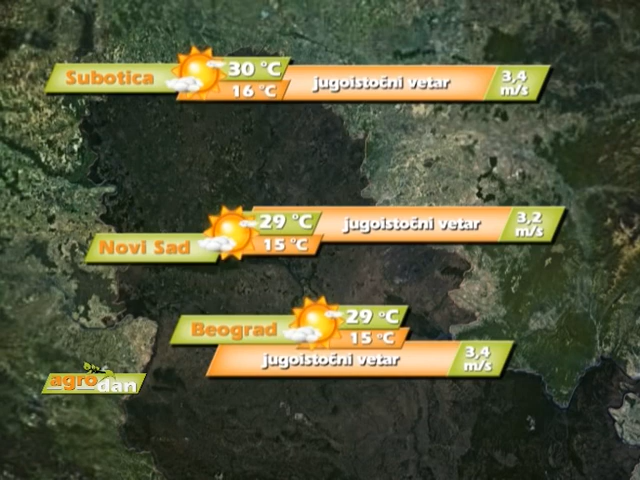 Subotica
30 °C
16 °C
jugoistočni vetar
3,4
m/s
Novi Sad
29 °C
15 °C
jugoistočni vetar
3,2
m/s
Beograd
29 °C
15 °C
jugoistočni vetar
3,4
m/s
agro
dan